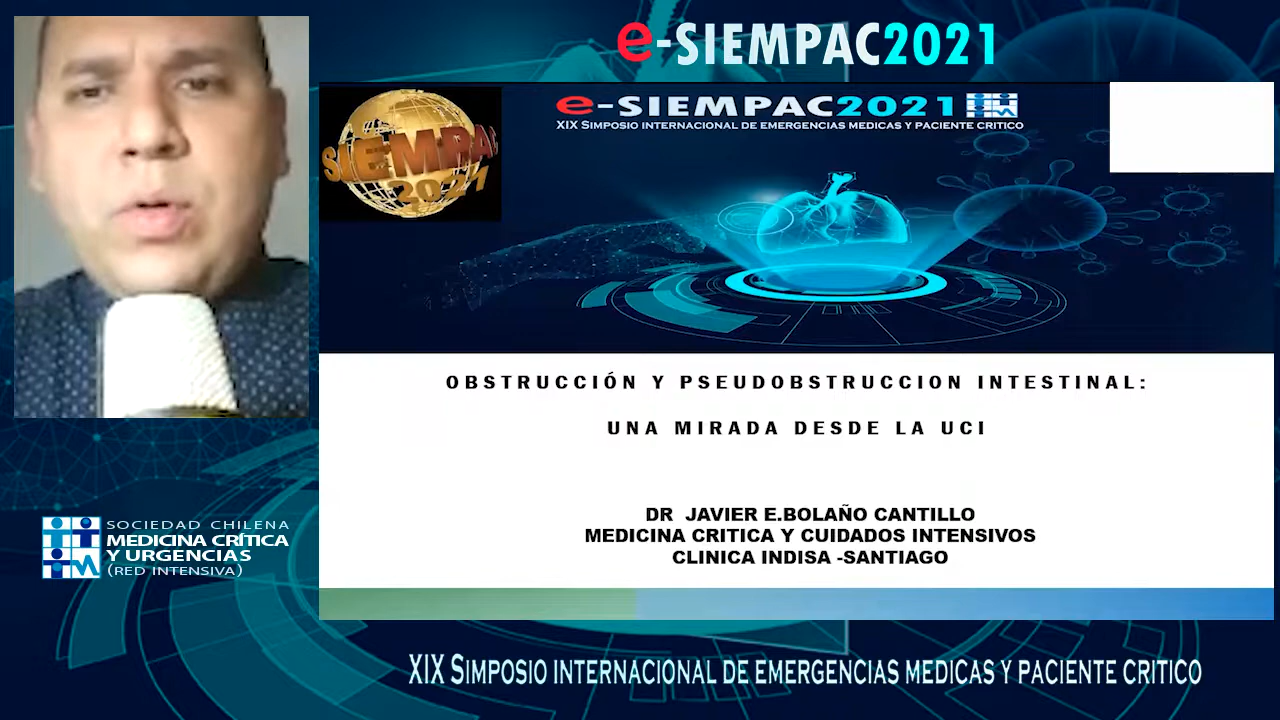 e-SIEMPAC2021
e-SIEMPAC2021
XIX SIMPOSIO INTERNACIONAL DE EMERGENCIAS MEDICAS Y PACIENTE CRITICO
SIEMPAC
2021
OBSTRUCCIÓN Y PSEUDOBSTRUCCION INTESTINAL:
UNA MIRADA DESDE LA UCI
DR JAVIER E.BOLAÑO CANTILLO
MEDICINA CRITICA Y CUIDADOS INTENSIVOS
CLINICA INDISA -SANTIAGO
SOCIEDAD CHILENA
MEDICINA CRÍTICA
Y URGENCIAS
(RED INTENSIVA)
XIX SIMPOSIO INTERNACIONAL DE EMERGENCIAS MEDICAS Y PACIENTE CRITICO